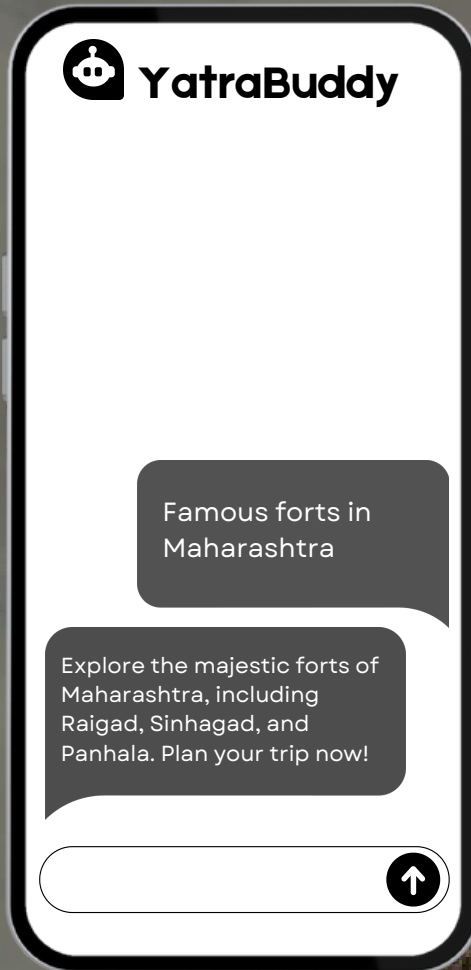 YatraBuddy
Famous forts in
Maharashtra
Explore the majestic forts of
Maharashtra, including
Raigad, Sinhagad, and
Panhala. Plan your trip now!